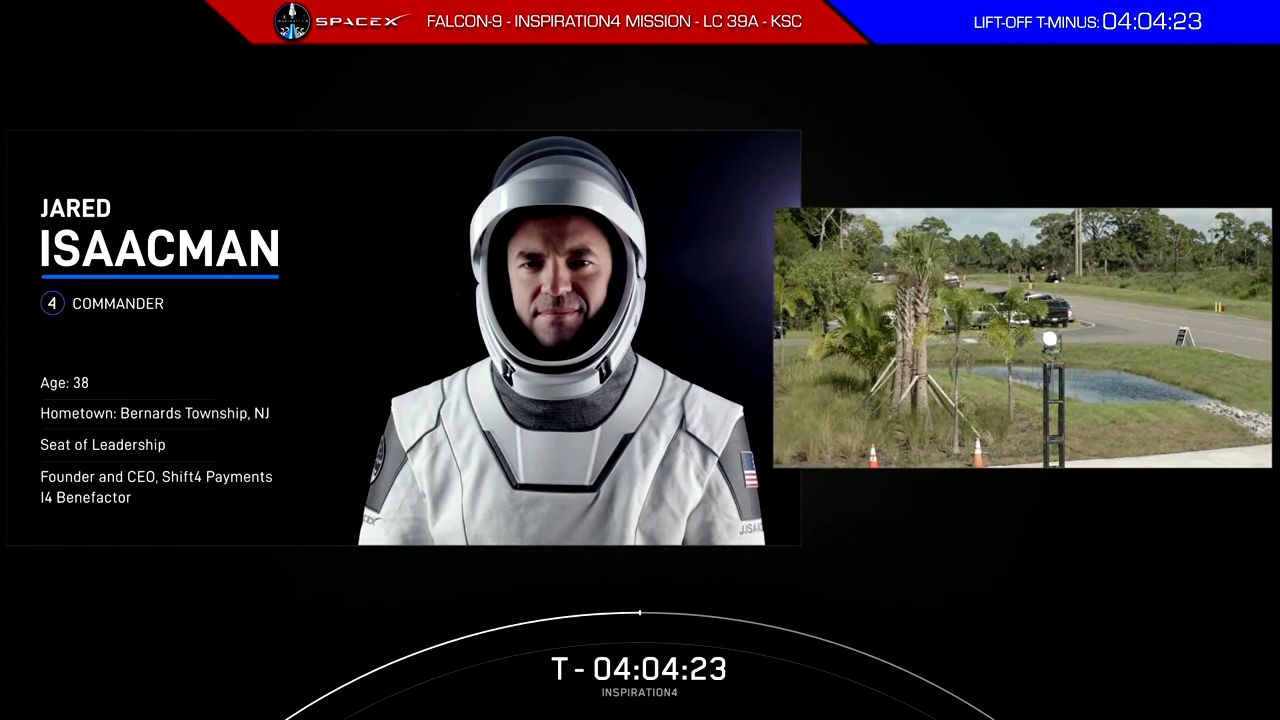 SPACEX
FALCON-9 - INSPIRATION4 MISSION - LC 39A - KSC
LIFT-OFF T-MINUS: 04:04:23
JARED
ISAACMAN
4 COMMANDER
Age: 38
Hometown: Bernards Township, NJ
Seat of Leadership
Founder and CEO, Shift4 Payments
I4 Benefactor
T - 04:04:23
INSPIRATION4